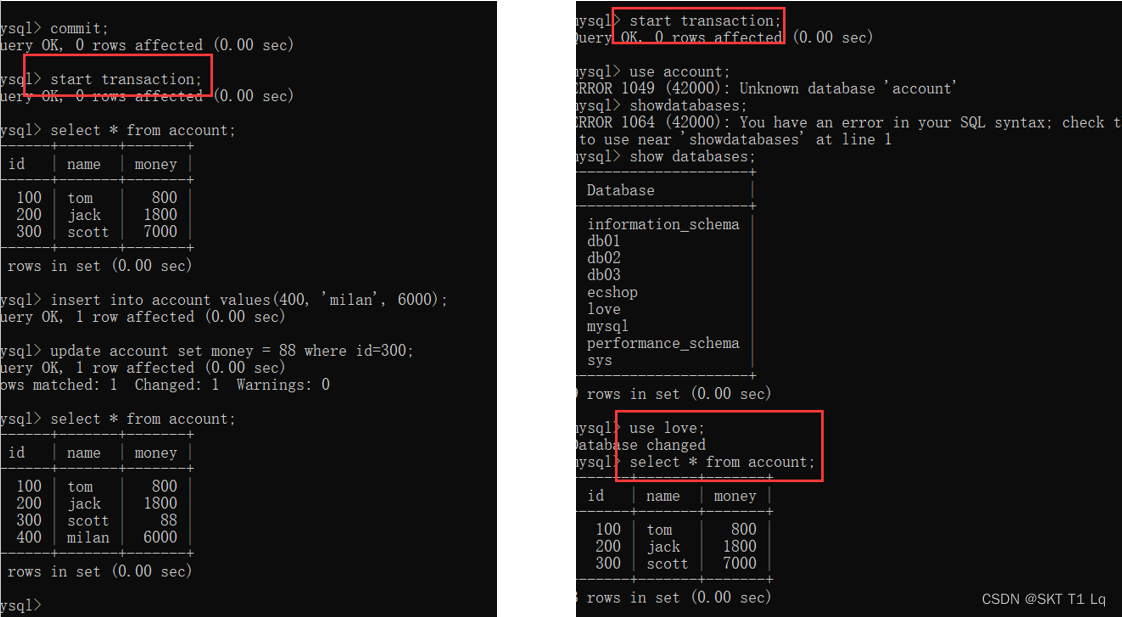 ysql> commit;
uery OK, 0 rows affected (0.00 sec)
ysql> start transaction;
uery OK, 0 rows affected (0.00 sec)
ysql> select * from account;
id | name | money |
100 | tom | 800
200 | jack | 1800
300 | scott | 7000
rows in set (0.00 sec)
ysql> insert into account values(400, 'milan', 6000);
uery OK, 1 row affected (0.00 sec)
ysql> update account set money = 88 where id=300;
uery OK, 1 row affected (0.00 sec)
ows matched: 1  Changed: 1  Warnings: 0
ysql> select * from account;
id | name | money |
100 | tom | 800
200 | jack | 1800
300 | scott | 88
400 | milan | 6000
rows in set (0.00 sec)
ysql>
mysql> start transaction;
Query OK, 0 rows affected (0.00 sec)
mysql> use account;
ERROR 1049 (42000): Unknown database 'account'
mysql> showdatabases;
ERROR 1064 (42000): You have an error in your SQL syntax; check t
to use near 'showdatabases' at line 1
mysql> show databases;
Database |
information_schema
db01
db02
db03
ecshop
love
mysql
performance_schema
sys
rows in set (0.00 sec)
mysql> use love;
Database changed
mysql> select * from account;
id | name | money |
100 | tom | 800
200 | jack | 1800
300 | scott | 7000
3 rows in set (0.00 sec)
CSDN @SKT T1 Lq